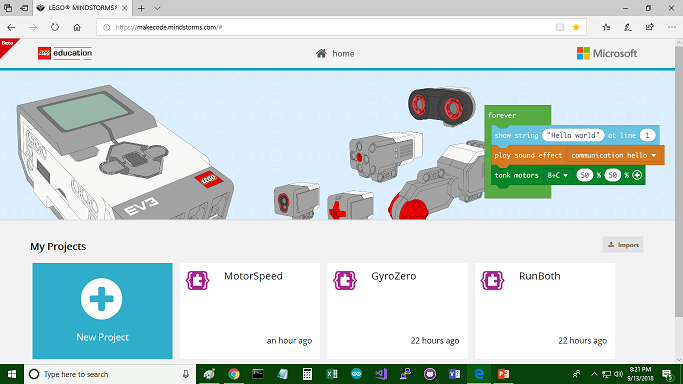 LEGO® MINDSTORMS®
https://makecode.mindstorms.com/#
Beta
LEGO education
home
Microsoft
forever
show string "Hello world" at line 1
play sound effect communication hello
tank motors B+C 50 % 50 %
EV3
LEGO
My Projects
Import
New Project
MotorSpeed
an hour ago
GyroZero
22 hours ago
RunBoth
22 hours ago
Type here to search
8:21 PM
9/13/2018